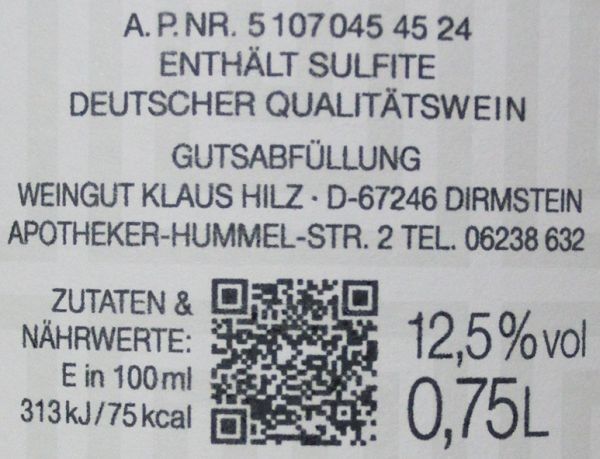 A.P.NR. 5 107 045 45 24
ENTHÄLT SULFITE
DEUTSCHER QUALITÄTSWEIN
GUTSABFÜLLUNG
WEINGUT KLAUS HILZ · D-67246 DIRMSTEIN
APOTHEKER-HUMMEL-STR. 2 TEL. 06238 632
ZUTATEN &
NÄHRWERTE:
E in 100 ml
313 kJ/75 kcal
12,5%vol
0,75L